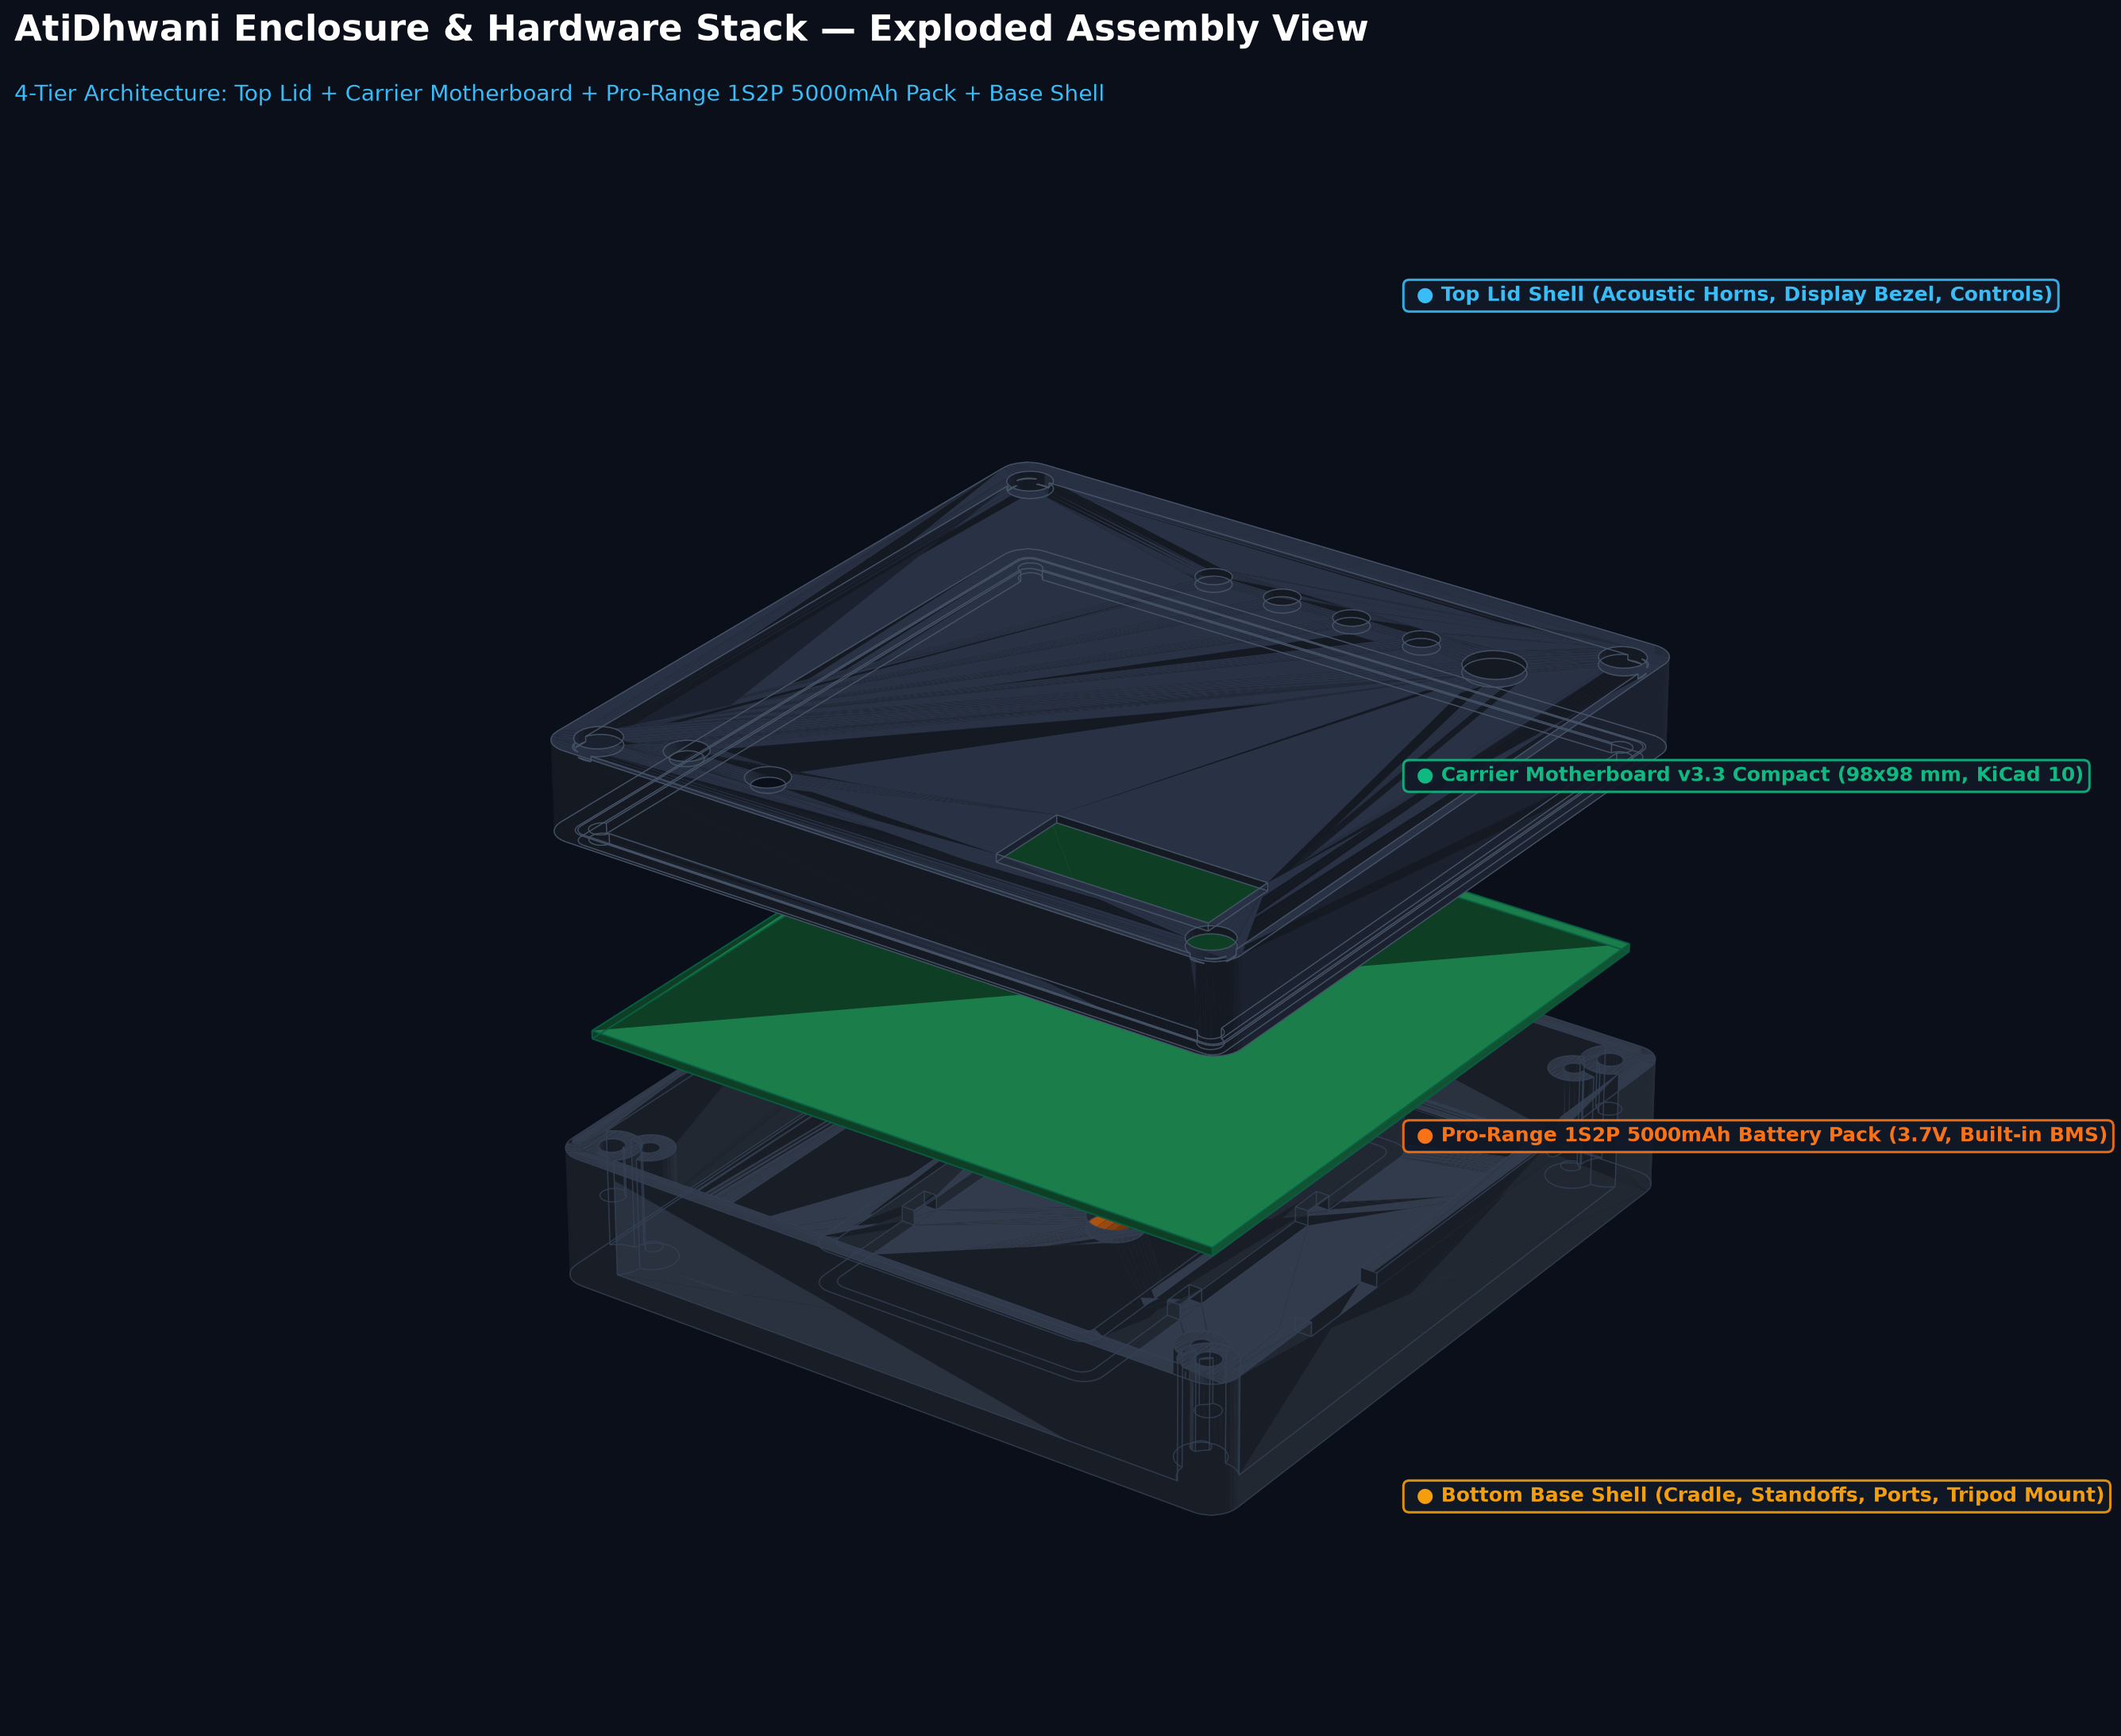 AtiDhwani Enclosure & Hardware Stack — Exploded Assembly View
4-Tier Architecture: Top Lid + Carrier Motherboard + Pro-Range 1S2P 5000mAh Pack + Base Shell
● Top Lid Shell (Acoustic Horns, Display Bezel, Controls)
● Carrier Motherboard v3.3 Compact (98x98 mm, KiCad 10)
● Pro-Range 1S2P 5000mAh Battery Pack (3.7V, Built-in BMS)
● Bottom Base Shell (Cradle, Standoffs, Ports, Tripod Mount)